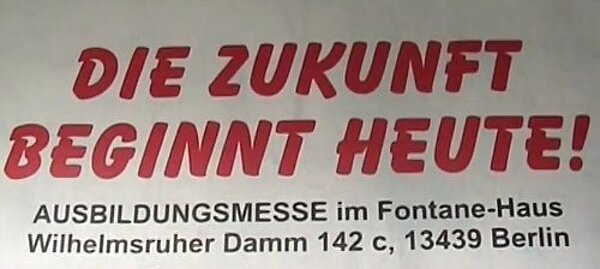 DIE ZUKUNFT
BEGINNT HEUTE!
AUSBILDUNGSMESSE im Fontane-Haus
Wilhelmsruher Damm 142 c, 13439 Berlin